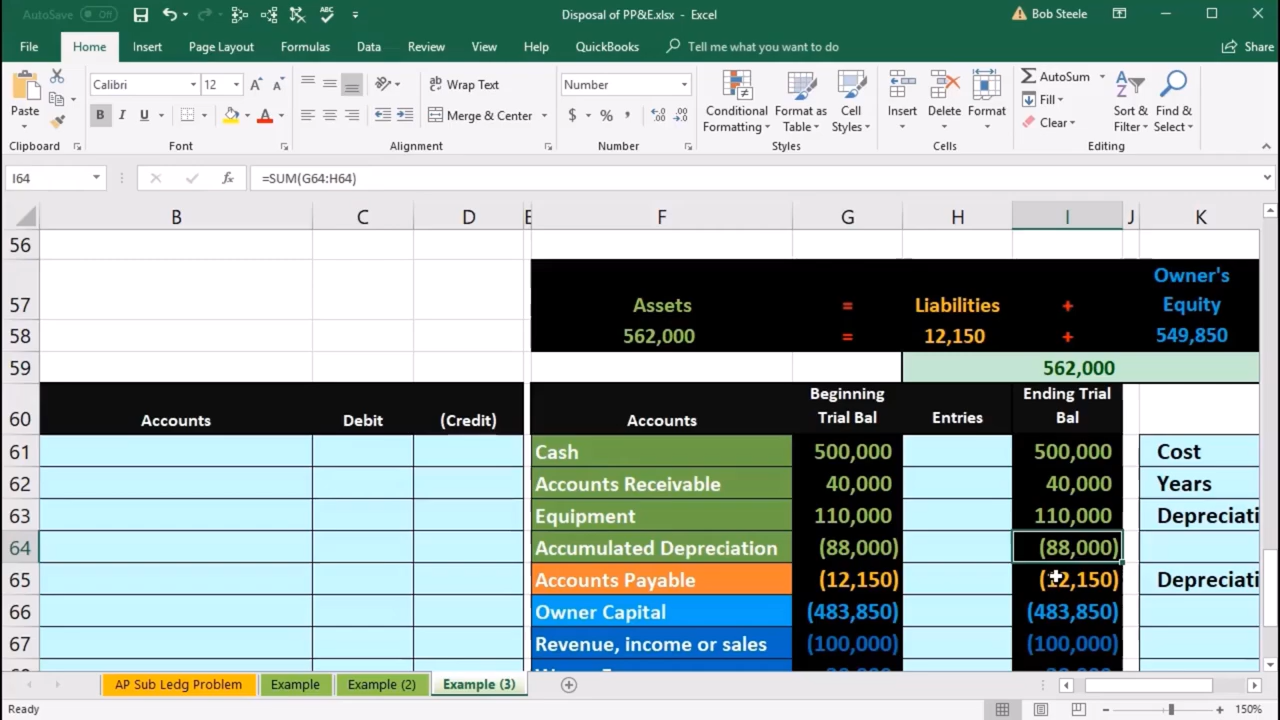 AutoSave Off Disposal of PP&E.xlsx - Excel Bob Steele
File Home Insert Page Layout Formulas Data Review View Help QuickBooks Tell me what you want to do Share
Paste Calibri 12 Wrap Text Number Conditional Formatting Format as Table Cell Styles Insert Delete Format AutoSum Sort & Filter Find & Select
B I U Merge & Center $ % , Fill
Clear
Clipboard Font Alignment Number Styles Cells Editing
I64 fx =SUM(G64:H64)
B C D E F G H I J K
56
57 Assets = Liabilities + Owner's Equity
58 562,000 = 12,150 + 549,850
59 562,000
60 Accounts Debit (Credit) Accounts Beginning Trial Bal Entries Ending Trial Bal
61 Cash 500,000 500,000 Cost
62 Accounts Receivable 40,000 40,000 Years
63 Equipment 110,000 110,000 Depreciati
64 Accumulated Depreciation (88,000) (88,000)
65 Accounts Payable (12,150) (12,150) Depreciati
66 Owner Capital (483,850) (483,850)
67 Revenue, income or sales (100,000) (100,000)
AP Sub Ledg Problem Example Example (2) Example (3)
Ready 150%